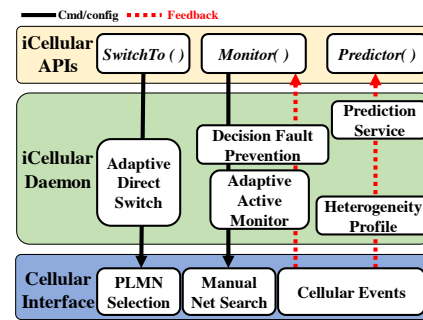 Cmd/config Feedback
iCellular
APIs
SwitchTo ( )
Monitor( )
Predictor( )
iCellular
Daemon
Adaptive
Direct
Switch
Decision Fault
Prevention
Adaptive
Active
Monitor
Prediction
Service
Heterogeneity
Profile
Cellular
Interface
PLMN
Selection
Manual
Net Search
Cellular Events